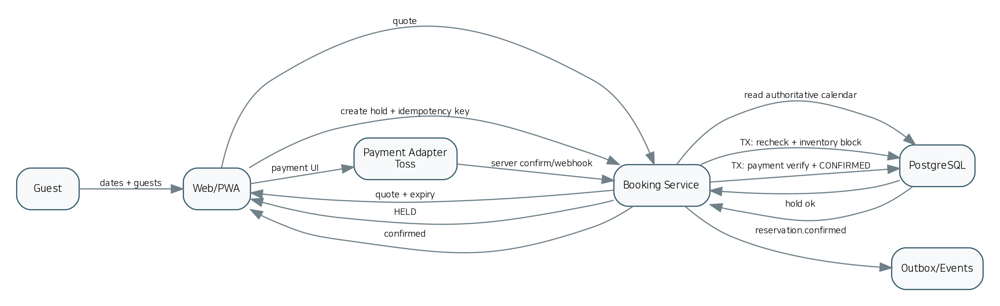 quote
read authoritative calendar
create hold + idempotency key
TX: recheck + inventory block
Payment Adapter
Toss
server confirm/webhook
TX: payment verify + CONFIRMED
PostgreSQL
payment UI
dates + guests
Guest
Web/PWA
Booking Service
quote + expiry
hold ok
HELD
confirmed
reservation.confirmed
Outbox/Events